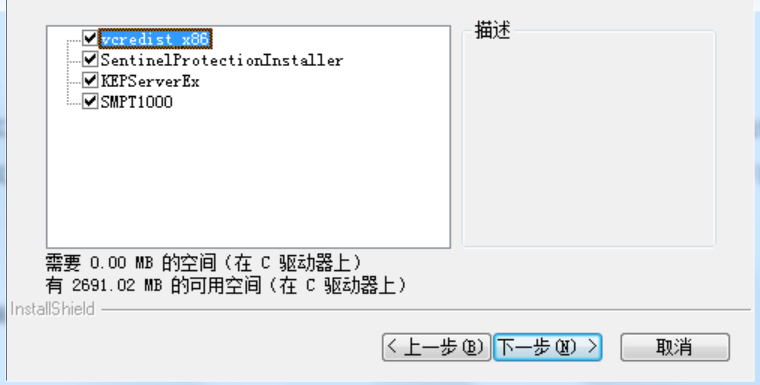 描述
vcredist_x86
SentinelProtectionInstaller
KEPServerEx
SMPT1000
需要 0.00 MB 的空间(在 C 驱动器上)
有 2691.02 MB 的可用空间(在 C 驱动器上)
InstallShield
< 上一步(B) 下一步(N) > 取消